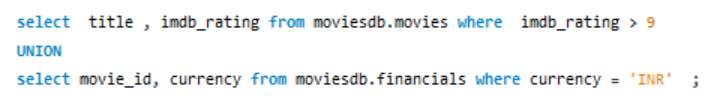 select title , imdb_rating from moviesdb.movies where imdb_rating > 9
UNION
select movie_id, currency from moviesdb.financials where currency = 'INR' ;